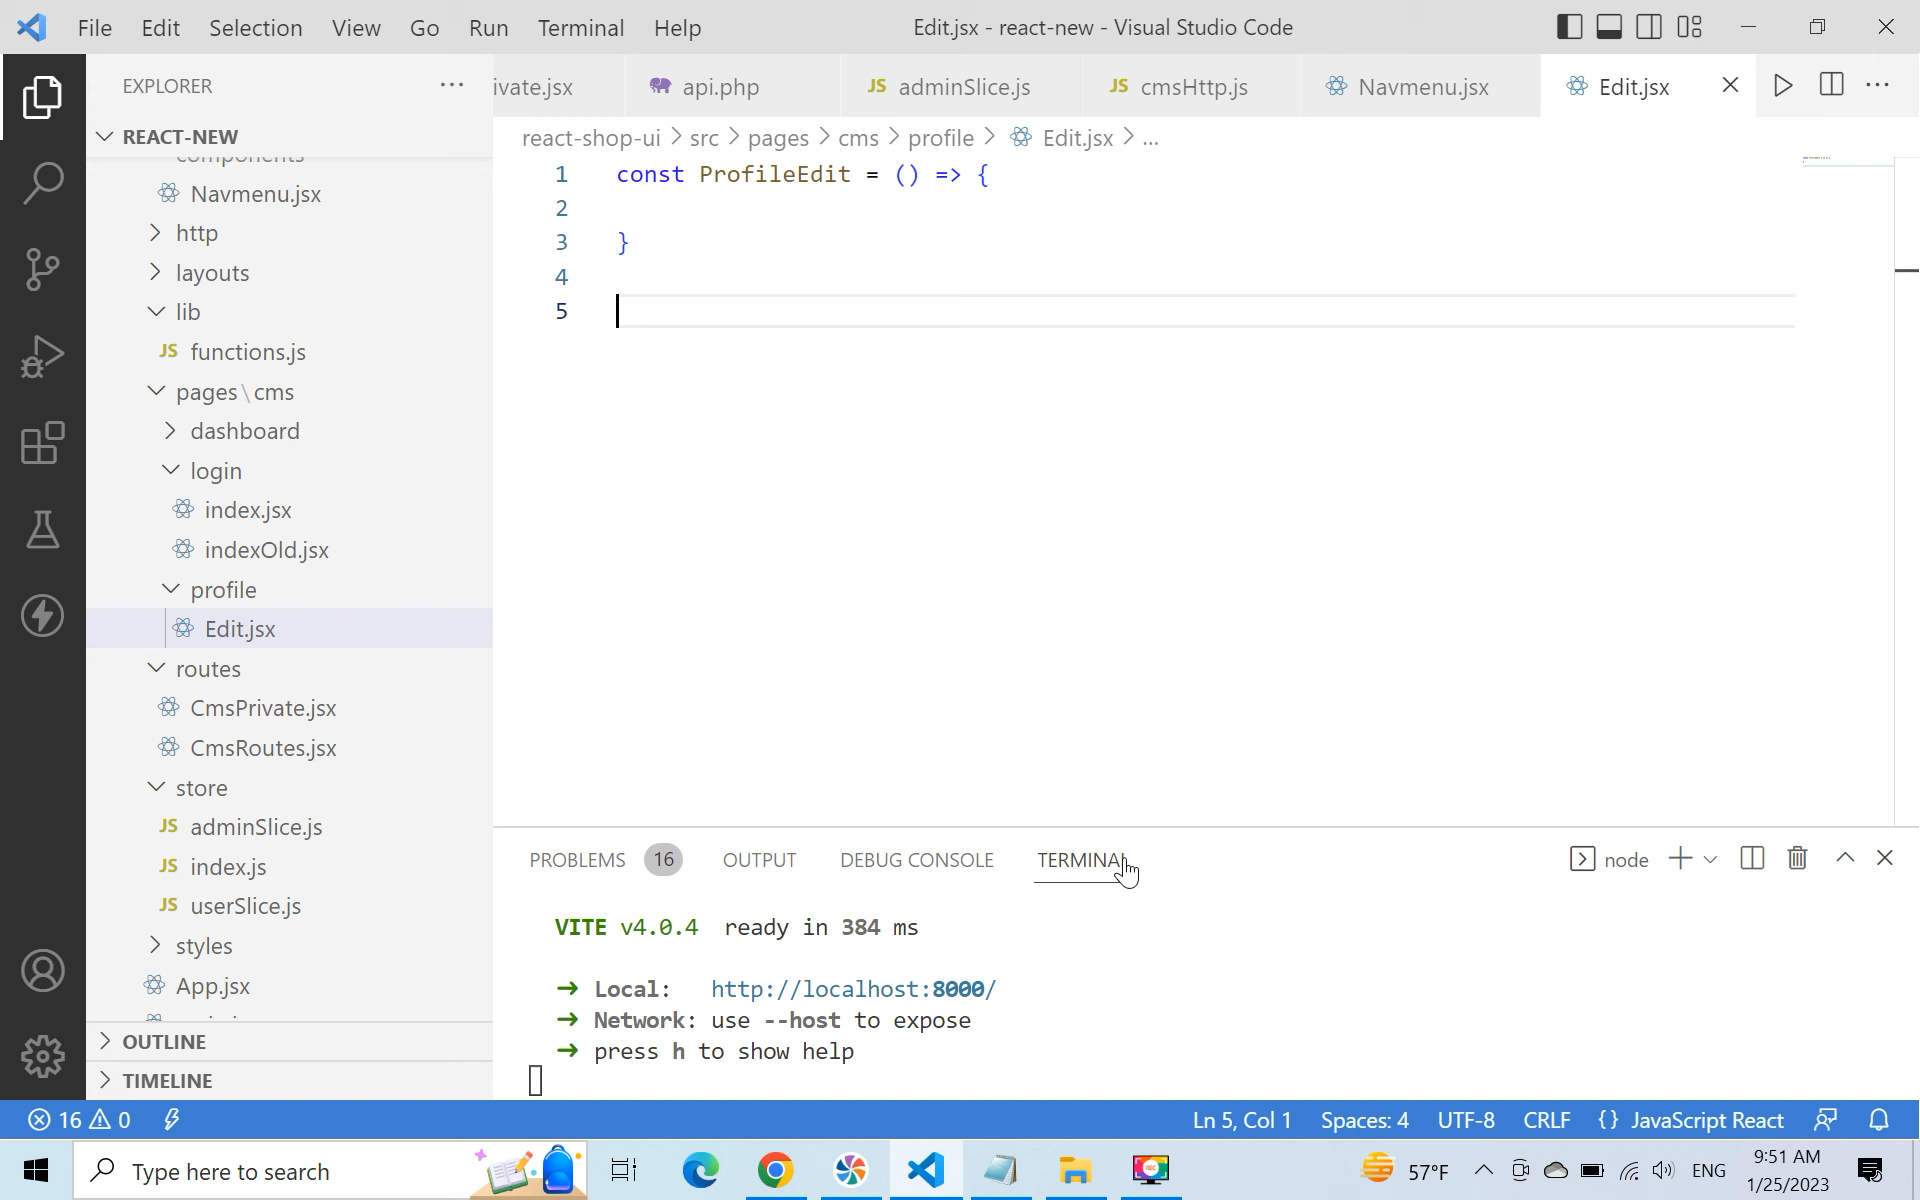 File Edit Selection View Go Run Terminal Help
Edit.jsx - react-new - Visual Studio Code
EXPLORER
ivate.jsx
api.php
JS adminSlice.js
JS cmsHttp.js
Navmenu.jsx
Edit.jsx
REACT-NEW
react-shop-ui > src > pages > cms > profile > Edit.jsx > ...
components
Navmenu.jsx
http
layouts
lib
JS functions.js
pages\cms
dashboard
login
index.jsx
indexOld.jsx
profile
Edit.jsx
routes
CmsPrivate.jsx
CmsRoutes.jsx
store
JS adminSlice.js
JS index.js
JS userSlice.js
styles
App.jsx
OUTLINE
TIMELINE
1 const ProfileEdit = () => {
2
3 }
4
5
PROBLEMS 16 OUTPUT DEBUG CONSOLE TERMINAL
node
VITE v4.0.4 ready in 384 ms
➜ Local: http://localhost:8000/
➜ Network: use --host to expose
➜ press h to show help
16 0
Ln 5, Col 1 Spaces: 4 UTF-8 CRLF {} JavaScript React
Type here to search
57°F
ENG
9:51 AM
1/25/2023